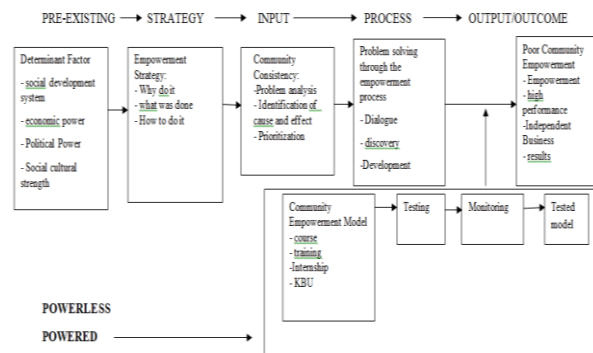 PRE-EXISTING STRATEGY INPUT PROCESS OUTPUT/OUTCOME
Determinant Factor
- social development
system
- economic power
- Political Power
- Social cultural
strength
Empowerment
Strategy:
- Why do it
- what was done
- How to do it
Community
Consistency:
-Problem analysis
- Identification of
cause and effect
- Prioritization
Problem solving
through the
empowerment
process
- Dialogue
- discovery
-Development
Poor Community
Empowerment
- Empowerment
- high
performance
-Independent
Business
- results
Community
Empowerment Model
- course
- training
-Internship
- KBU
Testing
Monitoring
Tested
model
POWERLESS
POWERED